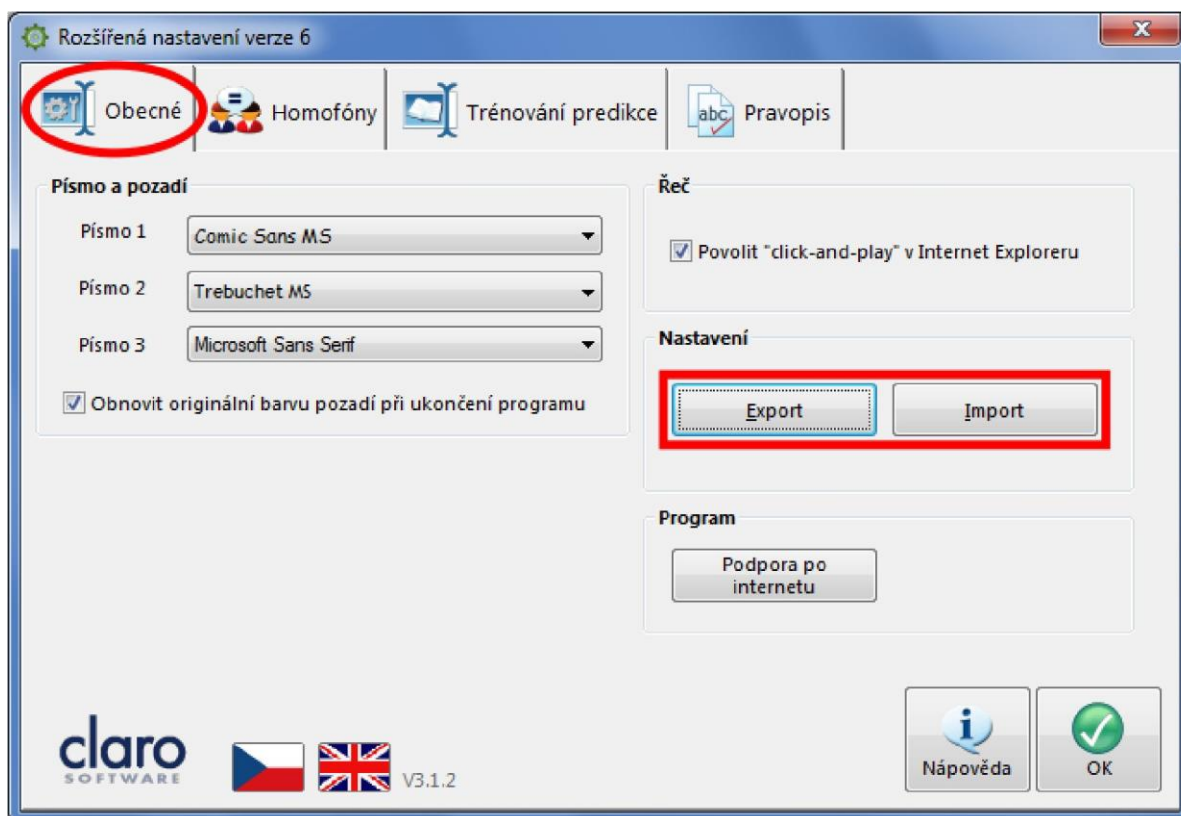 Rozšířená nastavení verze 6
Obecné
Homofóny
Trénování predikce
abc
Pravopis
Písmo a pozadí
Písmo 1
Comic Sans MS
Písmo 2
Trebuchet MS
Písmo 3
Microsoft Sans Serif
Obnovit originální barvu pozadí při ukončení programu
Řeč
Povolit "click-and-play" v Internet Exploreru
Nastavení
Export
Import
Program
Podpora po
internetu
claro
SOFTWARE
V3.1.2
Nápověda
OK